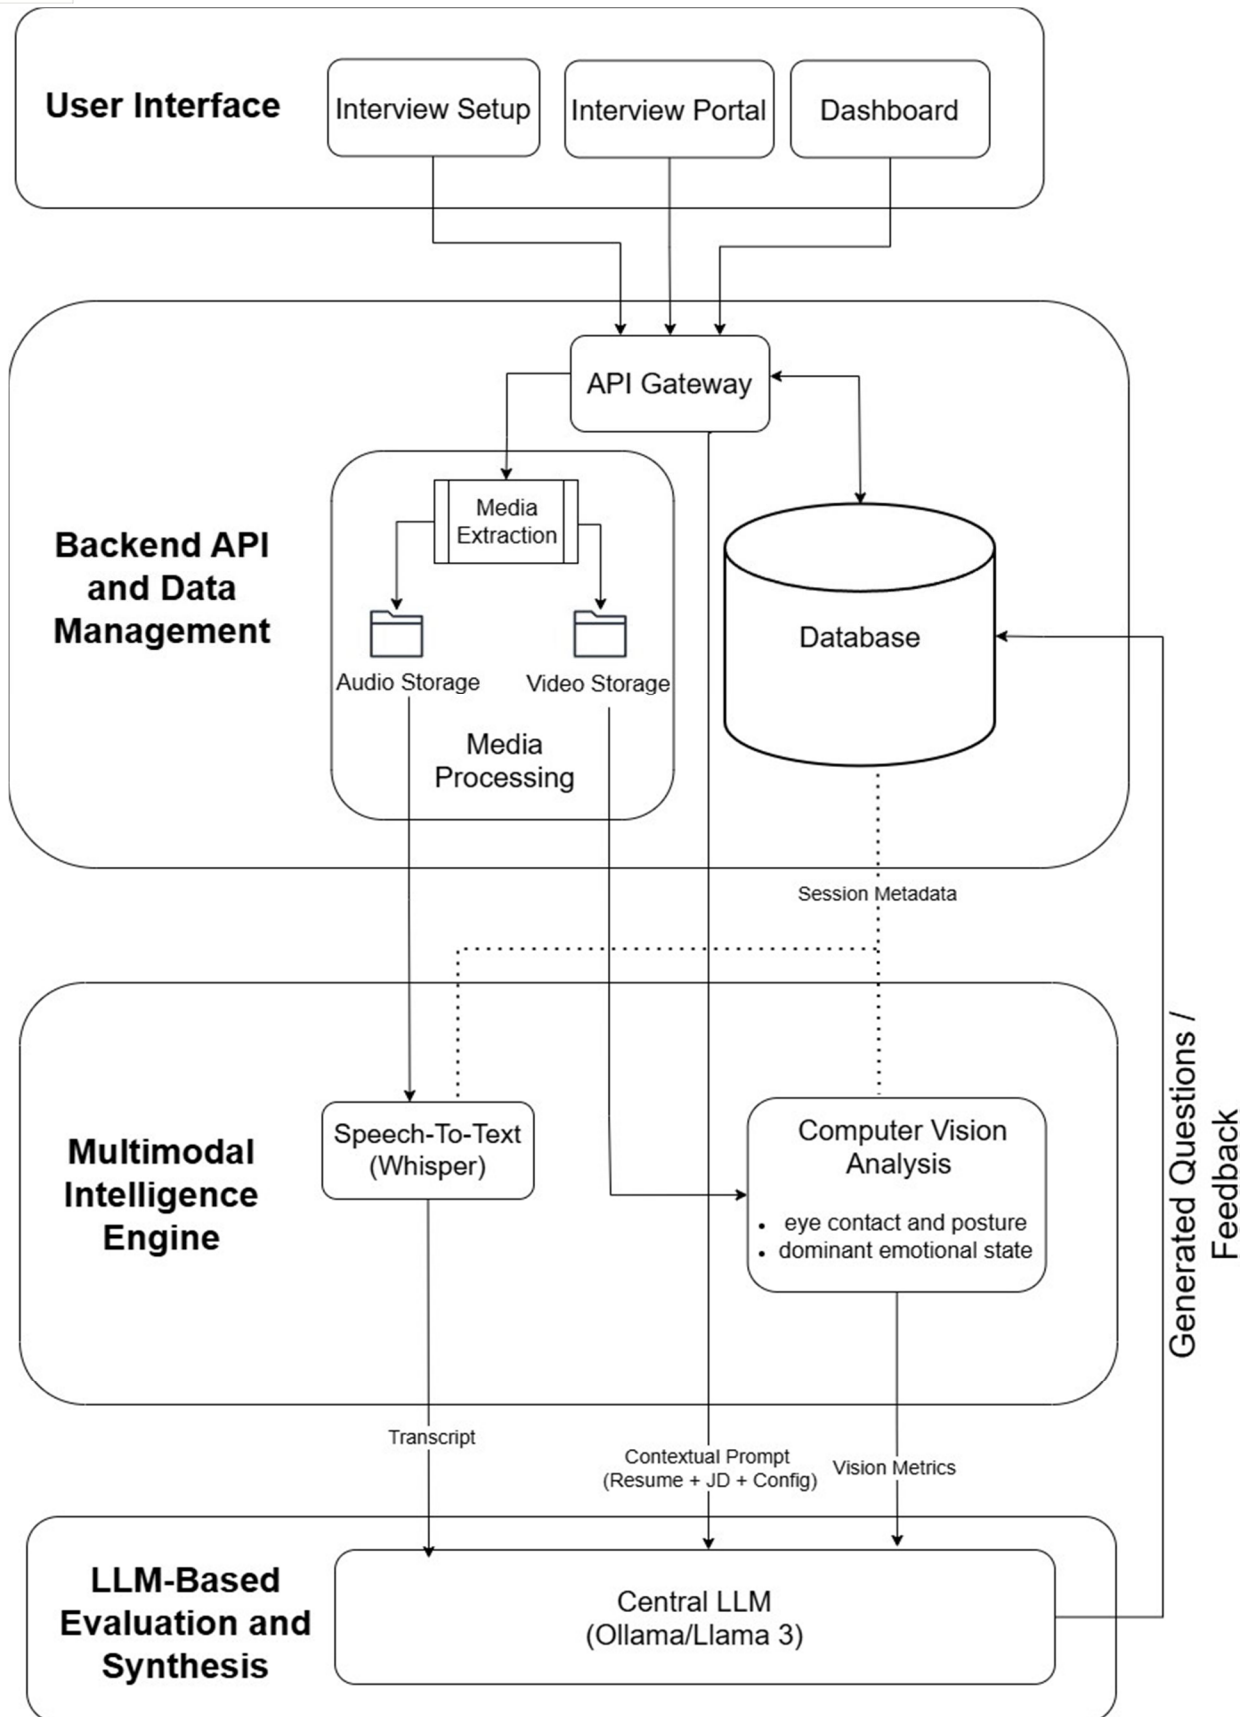 User Interface
Interview Setup
Interview Portal
Dashboard
API Gateway
Backend API
and Data
Management
Media
Extraction
Audio Storage
Video Storage
Media
Processing
Database
Session Metadata
Multimodal
Intelligence
Engine
Speech-To-Text
(Whisper)
Computer Vision
Analysis
• eye contact and posture
• dominant emotional state
Generated Questions /
Feedback
Transcript
Contextual Prompt
(Resume + JD + Config)
Vision Metrics
LLM-Based
Evaluation and
Synthesis
Central LLM
(Ollama/Llama 3)